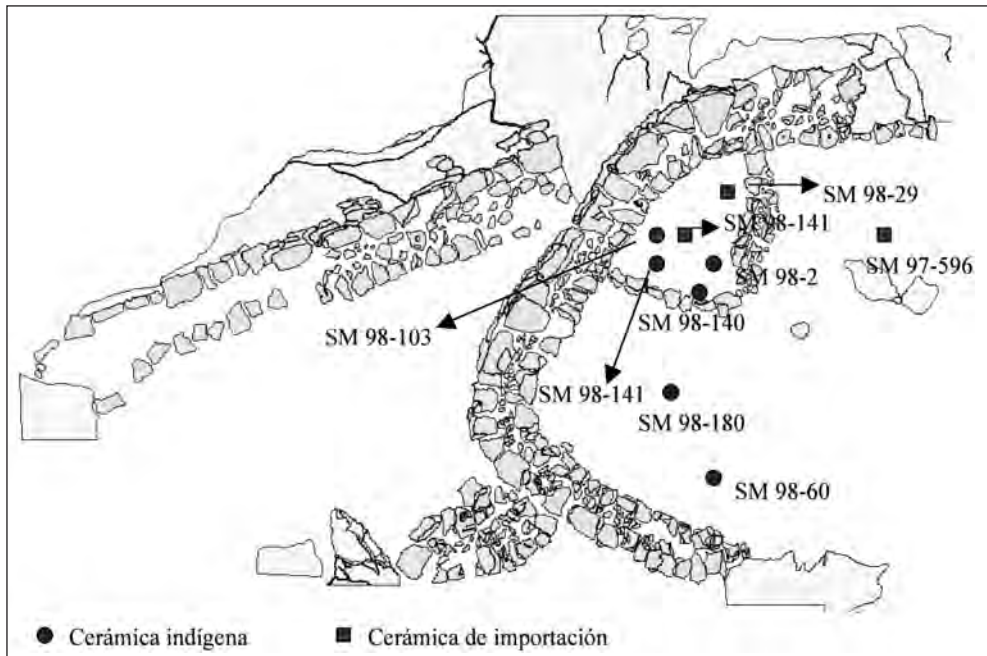 SM 98-29
SM 98-141
SM 98-2
SM 97-596
SM 98-140
SM 98-103
SM 98-141
SM 98-180
SM 98-60
Cerámica indígena
Cerámica de importación